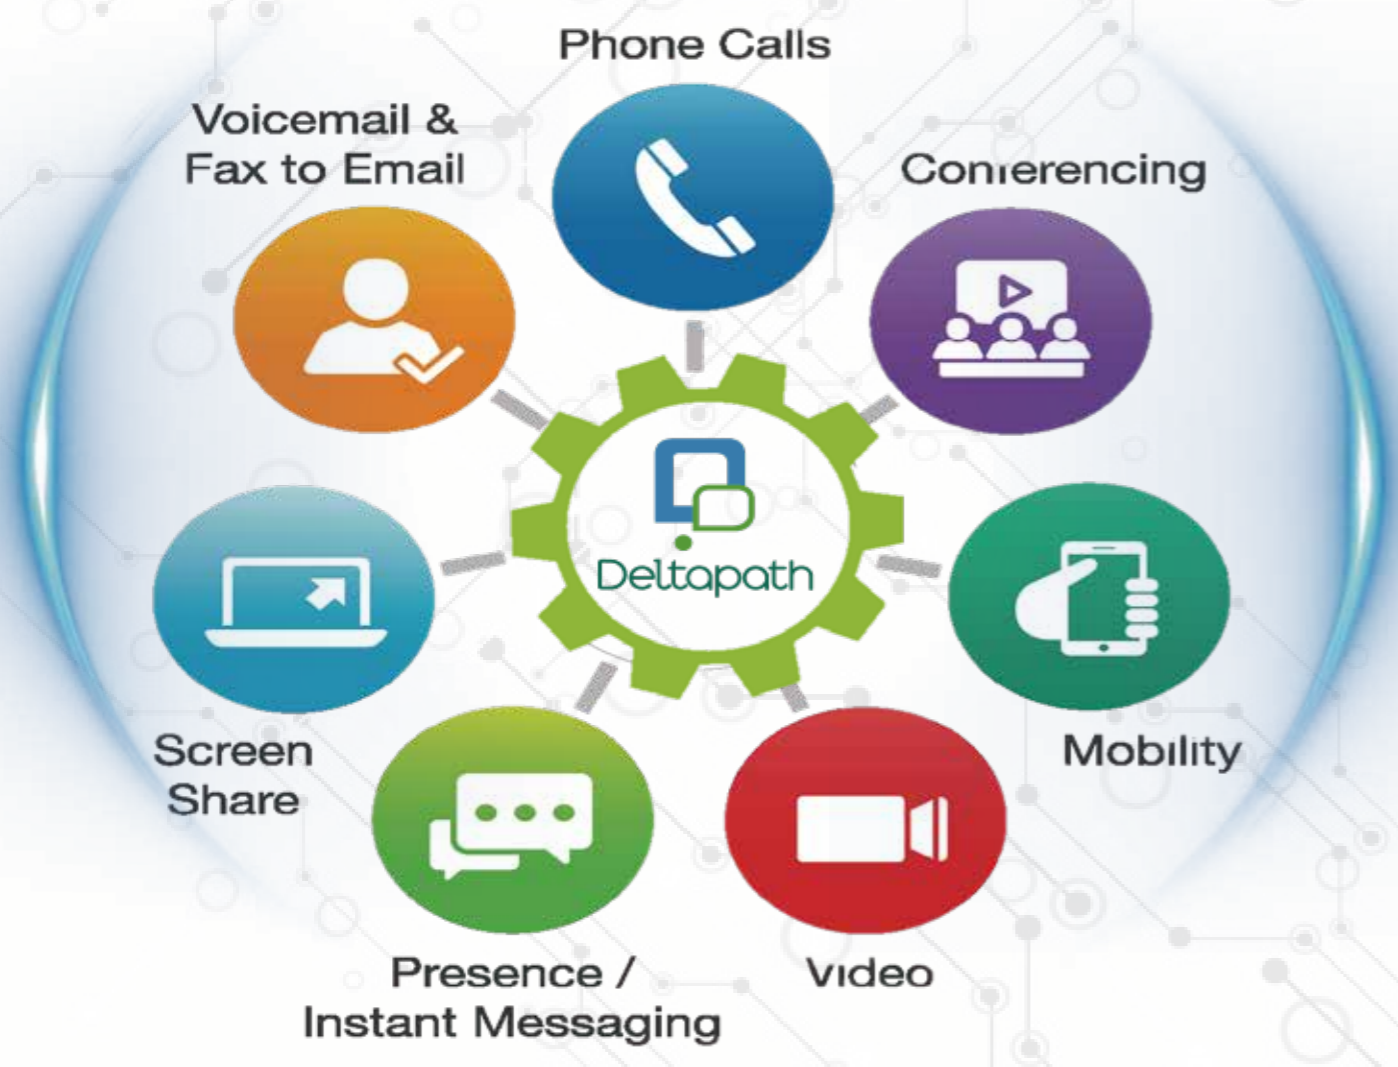 Phone Calls
Voicemail &
Fax to Email
Conferencing
Deltapath
Screen
Share
Mobility
Presence /
Instant Messaging
Video